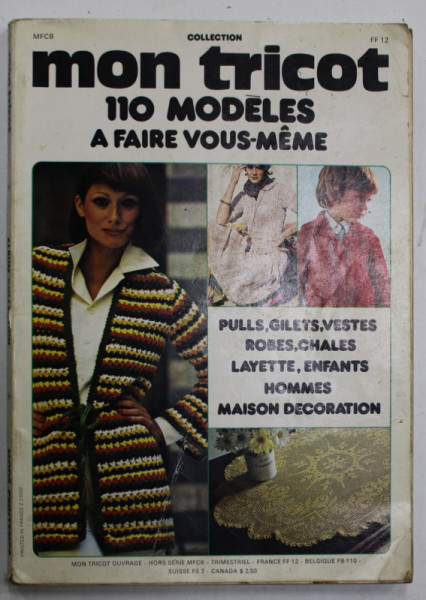 MFCB
COLLECTION
FF 12
mon tricot
110 MODÈLES
A FAIRE VOUS-MÊME
PULLS, GILETS, VESTES
ROBES, CHALES
LAYETTE, ENFANTS
HOMMES
MAISON DECORATION
MON TRICOT OUVRAGE - HORS SÉRIE MFCB - TRIMESTRIEL - FRANCE FF 12 - BELGIQUE FB 110 -
SUISSE FS 7 - CANADA $ 2.50
PRINTED IN FRANCE